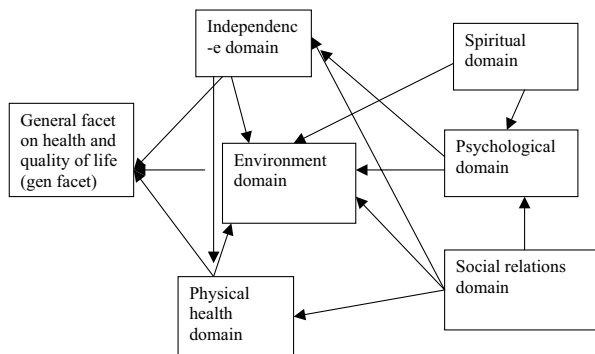 Independenc
-e domain
Spiritual
domain
General facet
on health and
quality of life
(gen facet)
Environment
domain
Psychological
domain
Physical
health
domain
Social relations
domain